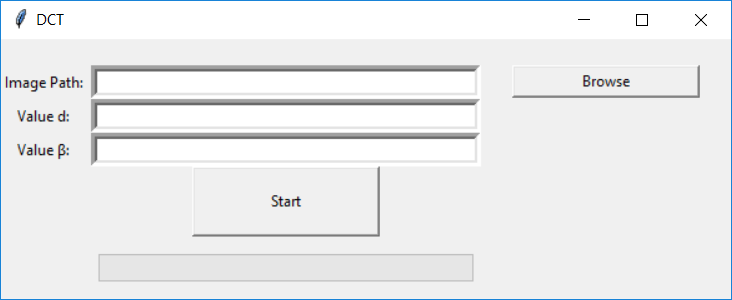 DCT
Image Path:
Browse
Value d:
Value β:
Start